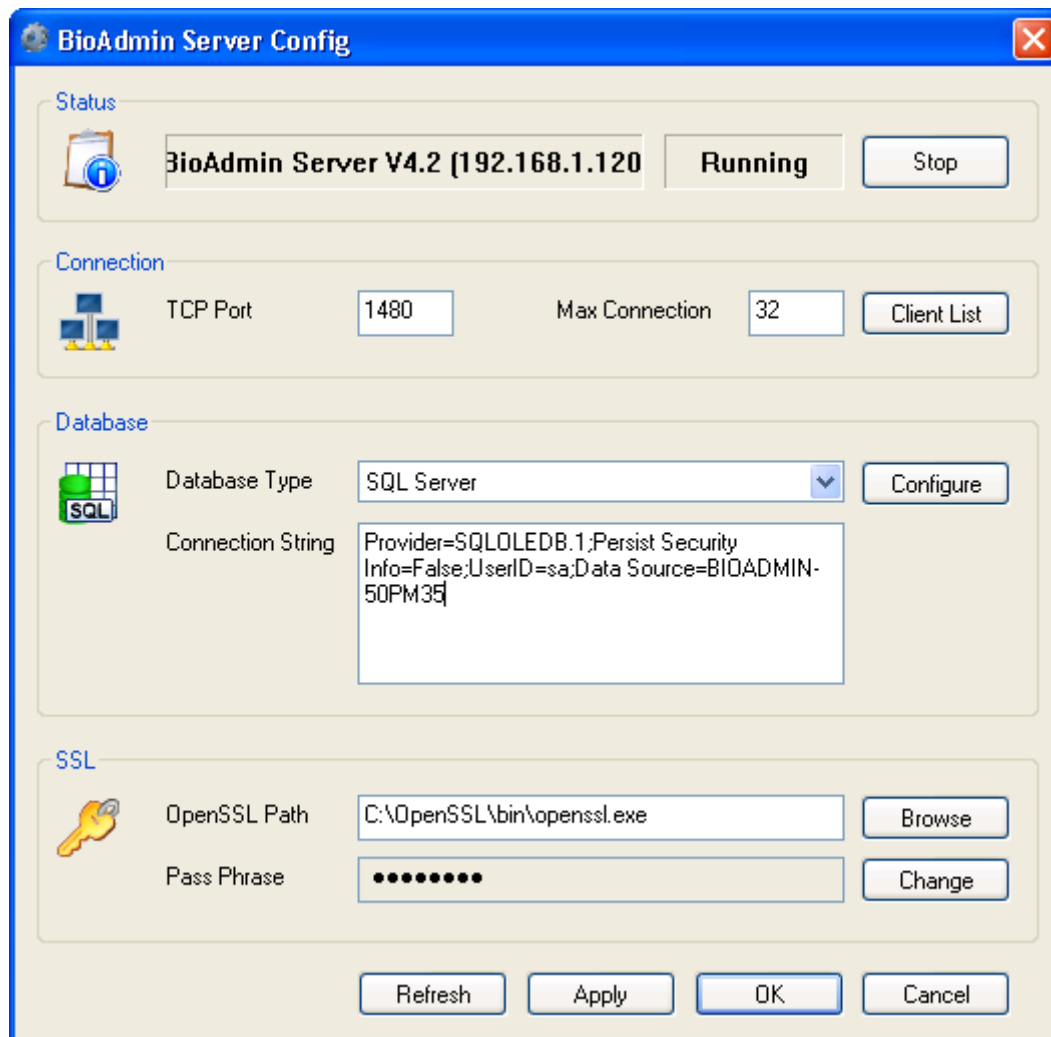 BioAdmin Server Config
Status
BioAdmin Server V4.2 (192.168.1.120
Running
Stop
Connection
TCP Port
1480
Max Connection
32
Client List
Database
SQL
Database Type
SQL Server
Configure
Connection String
Provider=SQLOLEDB.1;Persist Security
Info=False;UserID=sa;Data Source=BIOADMIN-
50PM35
SSL
OpenSSL Path
C:\OpenSSL\bin\openssl.exe
Browse
Pass Phrase
●●●●●●●●
Change
Refresh
Apply
OK
Cancel